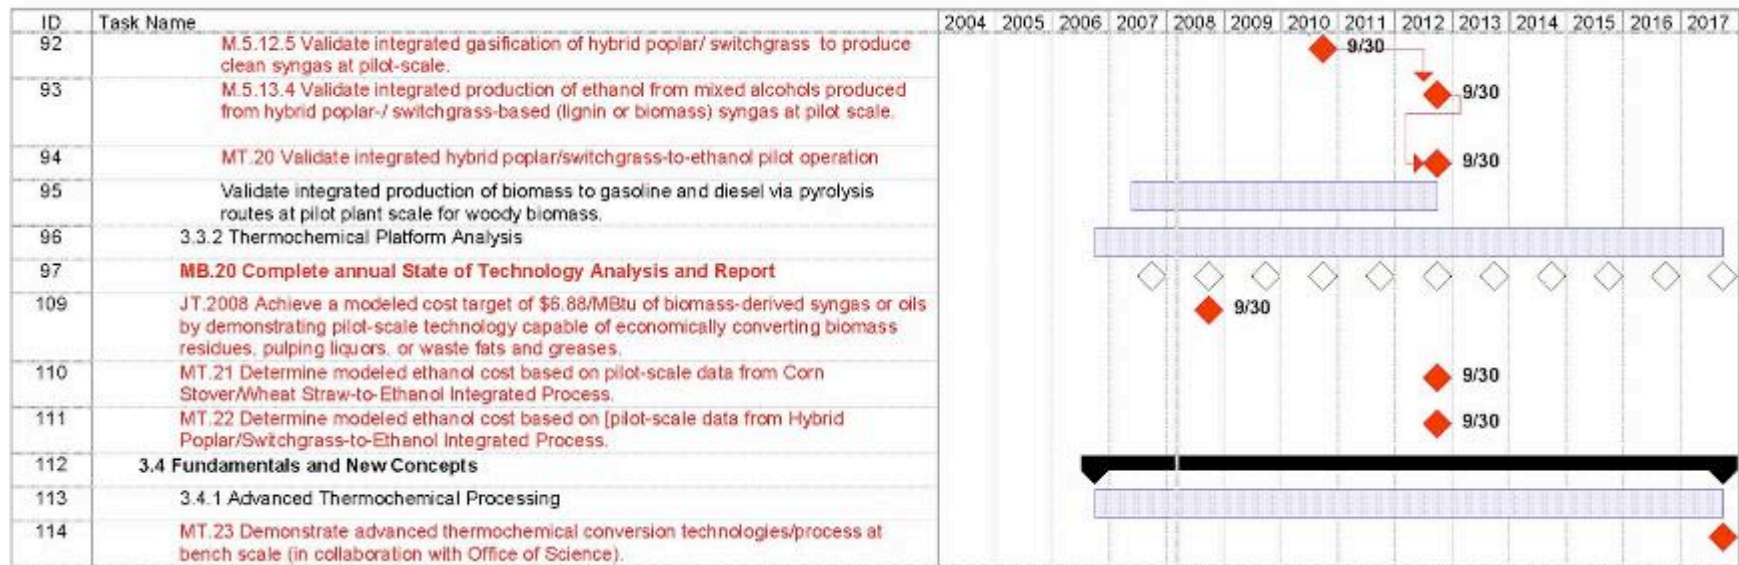 ID Task Name 2004 2005 2006 2007 2008 2009 2010 2011 2012 2013 2014 2015 2016 2017
92 M.5.12.5 Validate integrated gasification of hybrid poplar/ switchgrass to produce 9/30
clean syngas at pilot-scale.
93 M.5.13.4 Validate integrated production of ethanol from mixed alcohols produced 9/30
from hybrid poplar-/ switchgrass-based (lignin or biomass) syngas at pilot scale.
94 MT.20 Validate integrated hybrid poplar/switchgrass-to-ethanol pilot operation 9/30
95 Validate integrated production of biomass to gasoline and diesel via pyrolysis
routes at pilot plant scale for woody biomass.
96 3.3.2 Thermochemical Platform Analysis
97 MB.20 Complete annual State of Technology Analysis and Report
109 JT.2008 Achieve a modeled cost target of $6.88/MBtu of biomass-derived syngas or oils 9/30
by demonstrating pilot-scale technology capable of economically converting biomass
residues, pulping liquors, or waste fats and greases.
110 MT.21 Determine modeled ethanol cost based on pilot-scale data from Corn 9/30
Stover/Wheat Straw-to-Ethanol Integrated Process.
111 MT.22 Determine modeled ethanol cost based on [pilot-scale data from Hybrid 9/30
Poplar/Switchgrass-to-Ethanol Integrated Process.
112 3.4 Fundamentals and New Concepts
113 3.4.1 Advanced Thermochemical Processing
114 MT.23 Demonstrate advanced thermochemical conversion technologies/process at
bench scale (in collaboration with Office of Science).